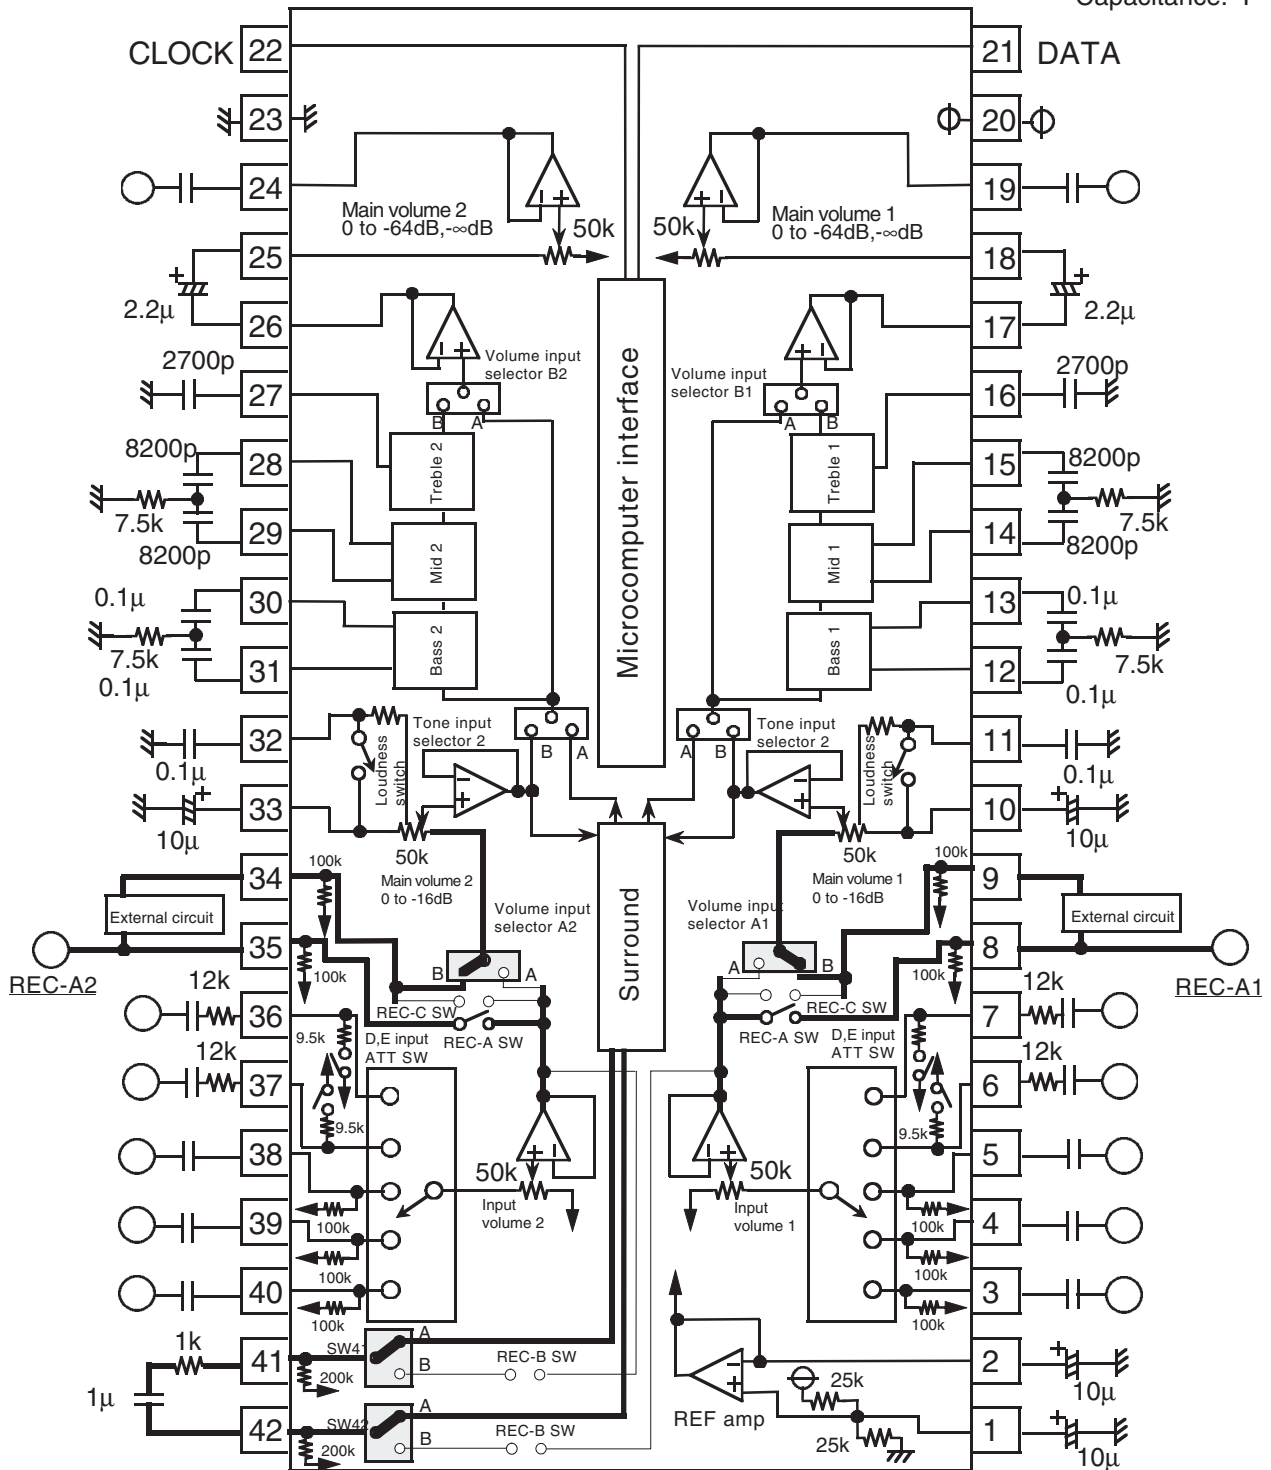 Capacitance:
CLOCK 22
21 DATA
23
20
24
19
Main volume 2
0 to -64dB,-∞dB
50k
50k
Main volume 1
0 to -64dB,-∞dB
25
18
2.2μ
2.2μ
26
17
Volume input
selector B2
Volume input
selector B1
2700p
27
2700p
16
B A
A B
Treble 2
Treble 1
Microcomputer interface
8200p
28
15
8200p
7.5k
7.5k
8200p
29
14
8200p
Mid 2
Mid 1
0.1μ
30
13
0.1μ
7.5k
7.5k
0.1μ
31
12
0.1μ
Bass 2
Bass 1
Tone input
selector 2
Tone input
selector 2
B A
A B
32
11
0.1μ
0.1μ
Loudness
switch
Loudness
switch
33
10
10μ
10μ
50k
50k
Main volume 2
0 to -16dB
Main volume 1
0 to -16dB
100k
100k
34
9
External circuit
External circuit
Volume input
selector A2
Volume input
selector A1
Surround
35
8
100k
100k
REC-A2
REC-A1
B A
A B
REC-C SW
REC-C SW
REC-A SW
REC-A SW
12k
36
7
12k
9.5k
D,E input
ATT SW
D,E input
ATT SW
12k
37
6
12k
9.5k
9.5k
38
5
50k
50k
Input
volume 2
Input
volume 1
100k
100k
39
4
100k
100k
40
3
100k
100k
1k
41
SW41
A
B
REC-B SW
200k
2
10μ
1μ
REF amp
25k
25k
42
SW42
A
B
REC-B SW
200k
1
10μ